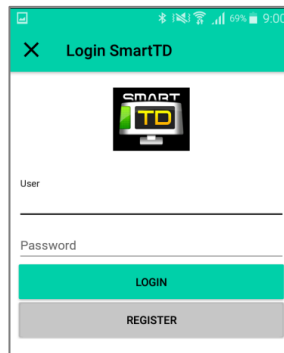 69% 9:00
Login SmartTD
SMART
TD
User
Password
LOGIN
REGISTER